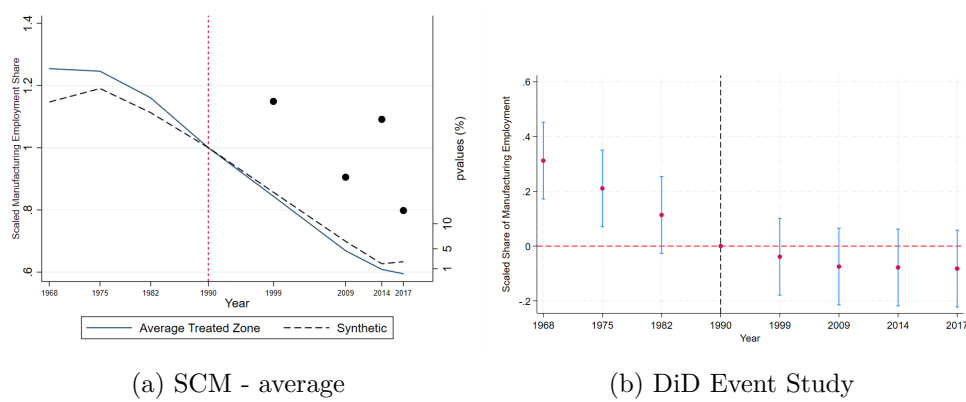 Scaled Manufacturing Employment Share
1.4
1.2
1
.8
.6
pvalues (%)
10
5
1
1968 1975 1982 1990 1999 2009 2014 2017
Year
Average Treated Zone Synthetic
(a) SCM - average
Scaled Share of Manufacturing Employment
.6
.4
.2
0
-.2
1968 1975 1982 1990 1999 2009 2014 2017
Year
(b) DiD Event Study